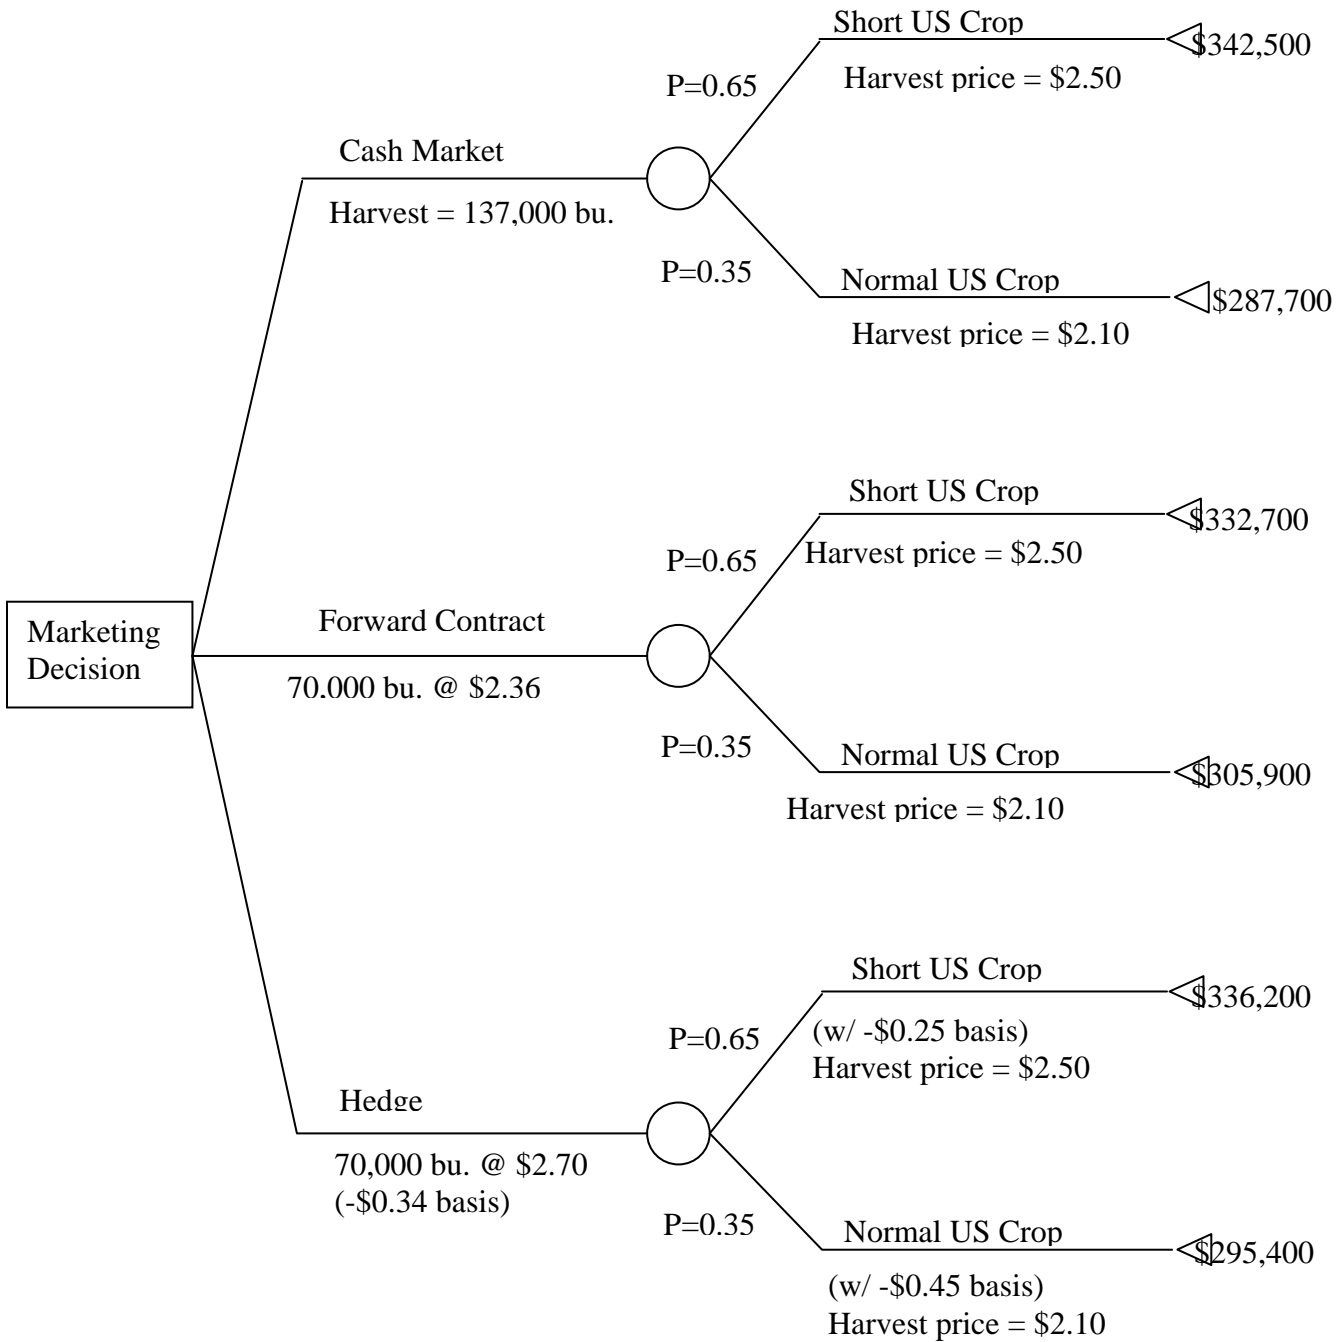 Short US Crop
$342,500
Harvest price = $2.50
P=0.65
Cash Market
Harvest = 137,000 bu.
P=0.35
Normal US Crop
$287,700
Harvest price = $2.10
Short US Crop
$332,700
P=0.65
Harvest price = $2.50
Marketing
Decision
Forward Contract
70,000 bu. @ $2.36
P=0.35
Normal US Crop
$305,900
Harvest price = $2.10
Short US Crop
$336,200
P=0.65
(w/ -$0.25 basis)
Harvest price = $2.50
Hedge
70,000 bu. @ $2.70
(-$0.34 basis)
P=0.35
Normal US Crop
$295,400
(w/ -$0.45 basis)
Harvest price = $2.10